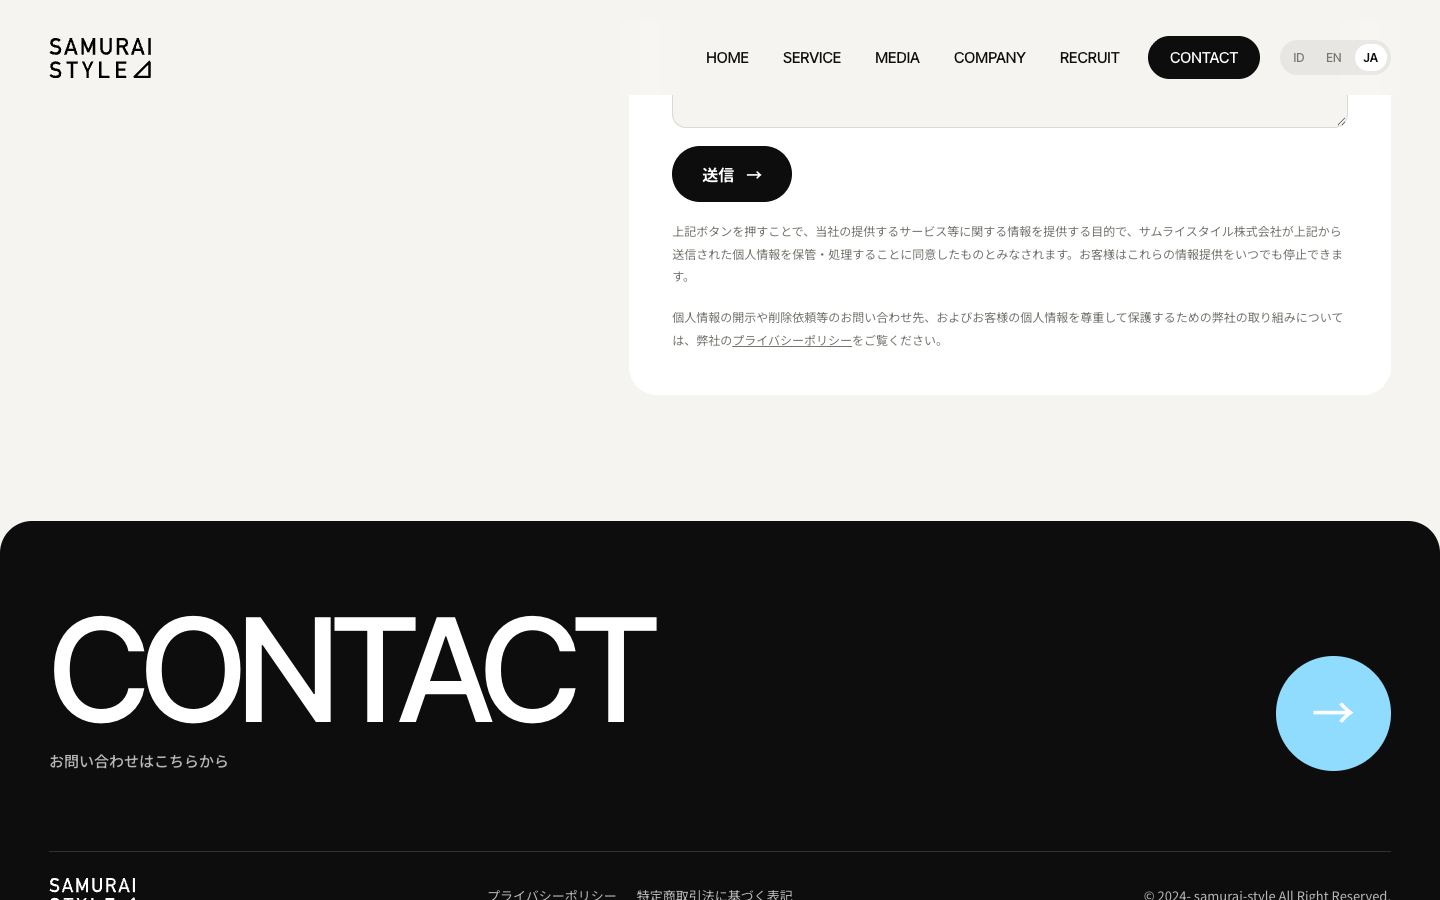 SAMURAI
STYLE
HOME SERVICE MEDIA COMPANY RECRUIT CONTACT ID EN JA
送信 →
上記ボタンを押すことで、当社の提供するサービス等に関する情報を提供する目的で、サムライスタイル株式会社が上記から
送信された個人情報を保管・処理することに同意したものとみなされます。お客様はこれらの情報提供をいつでも停止できま
す。
個人情報の開示や削除依頼等のお問い合わせ先、およびお客様の個人情報を尊重して保護するための弊社の取り組みについて
は、弊社のプライバシーポリシーをご覧ください。
CONTACT
お問い合わせはこちらから
SAMURAI
STYLE
プライバシーポリシー 特定商取引法に基づく表記
© 2024- samurai-style All Right Reserved.